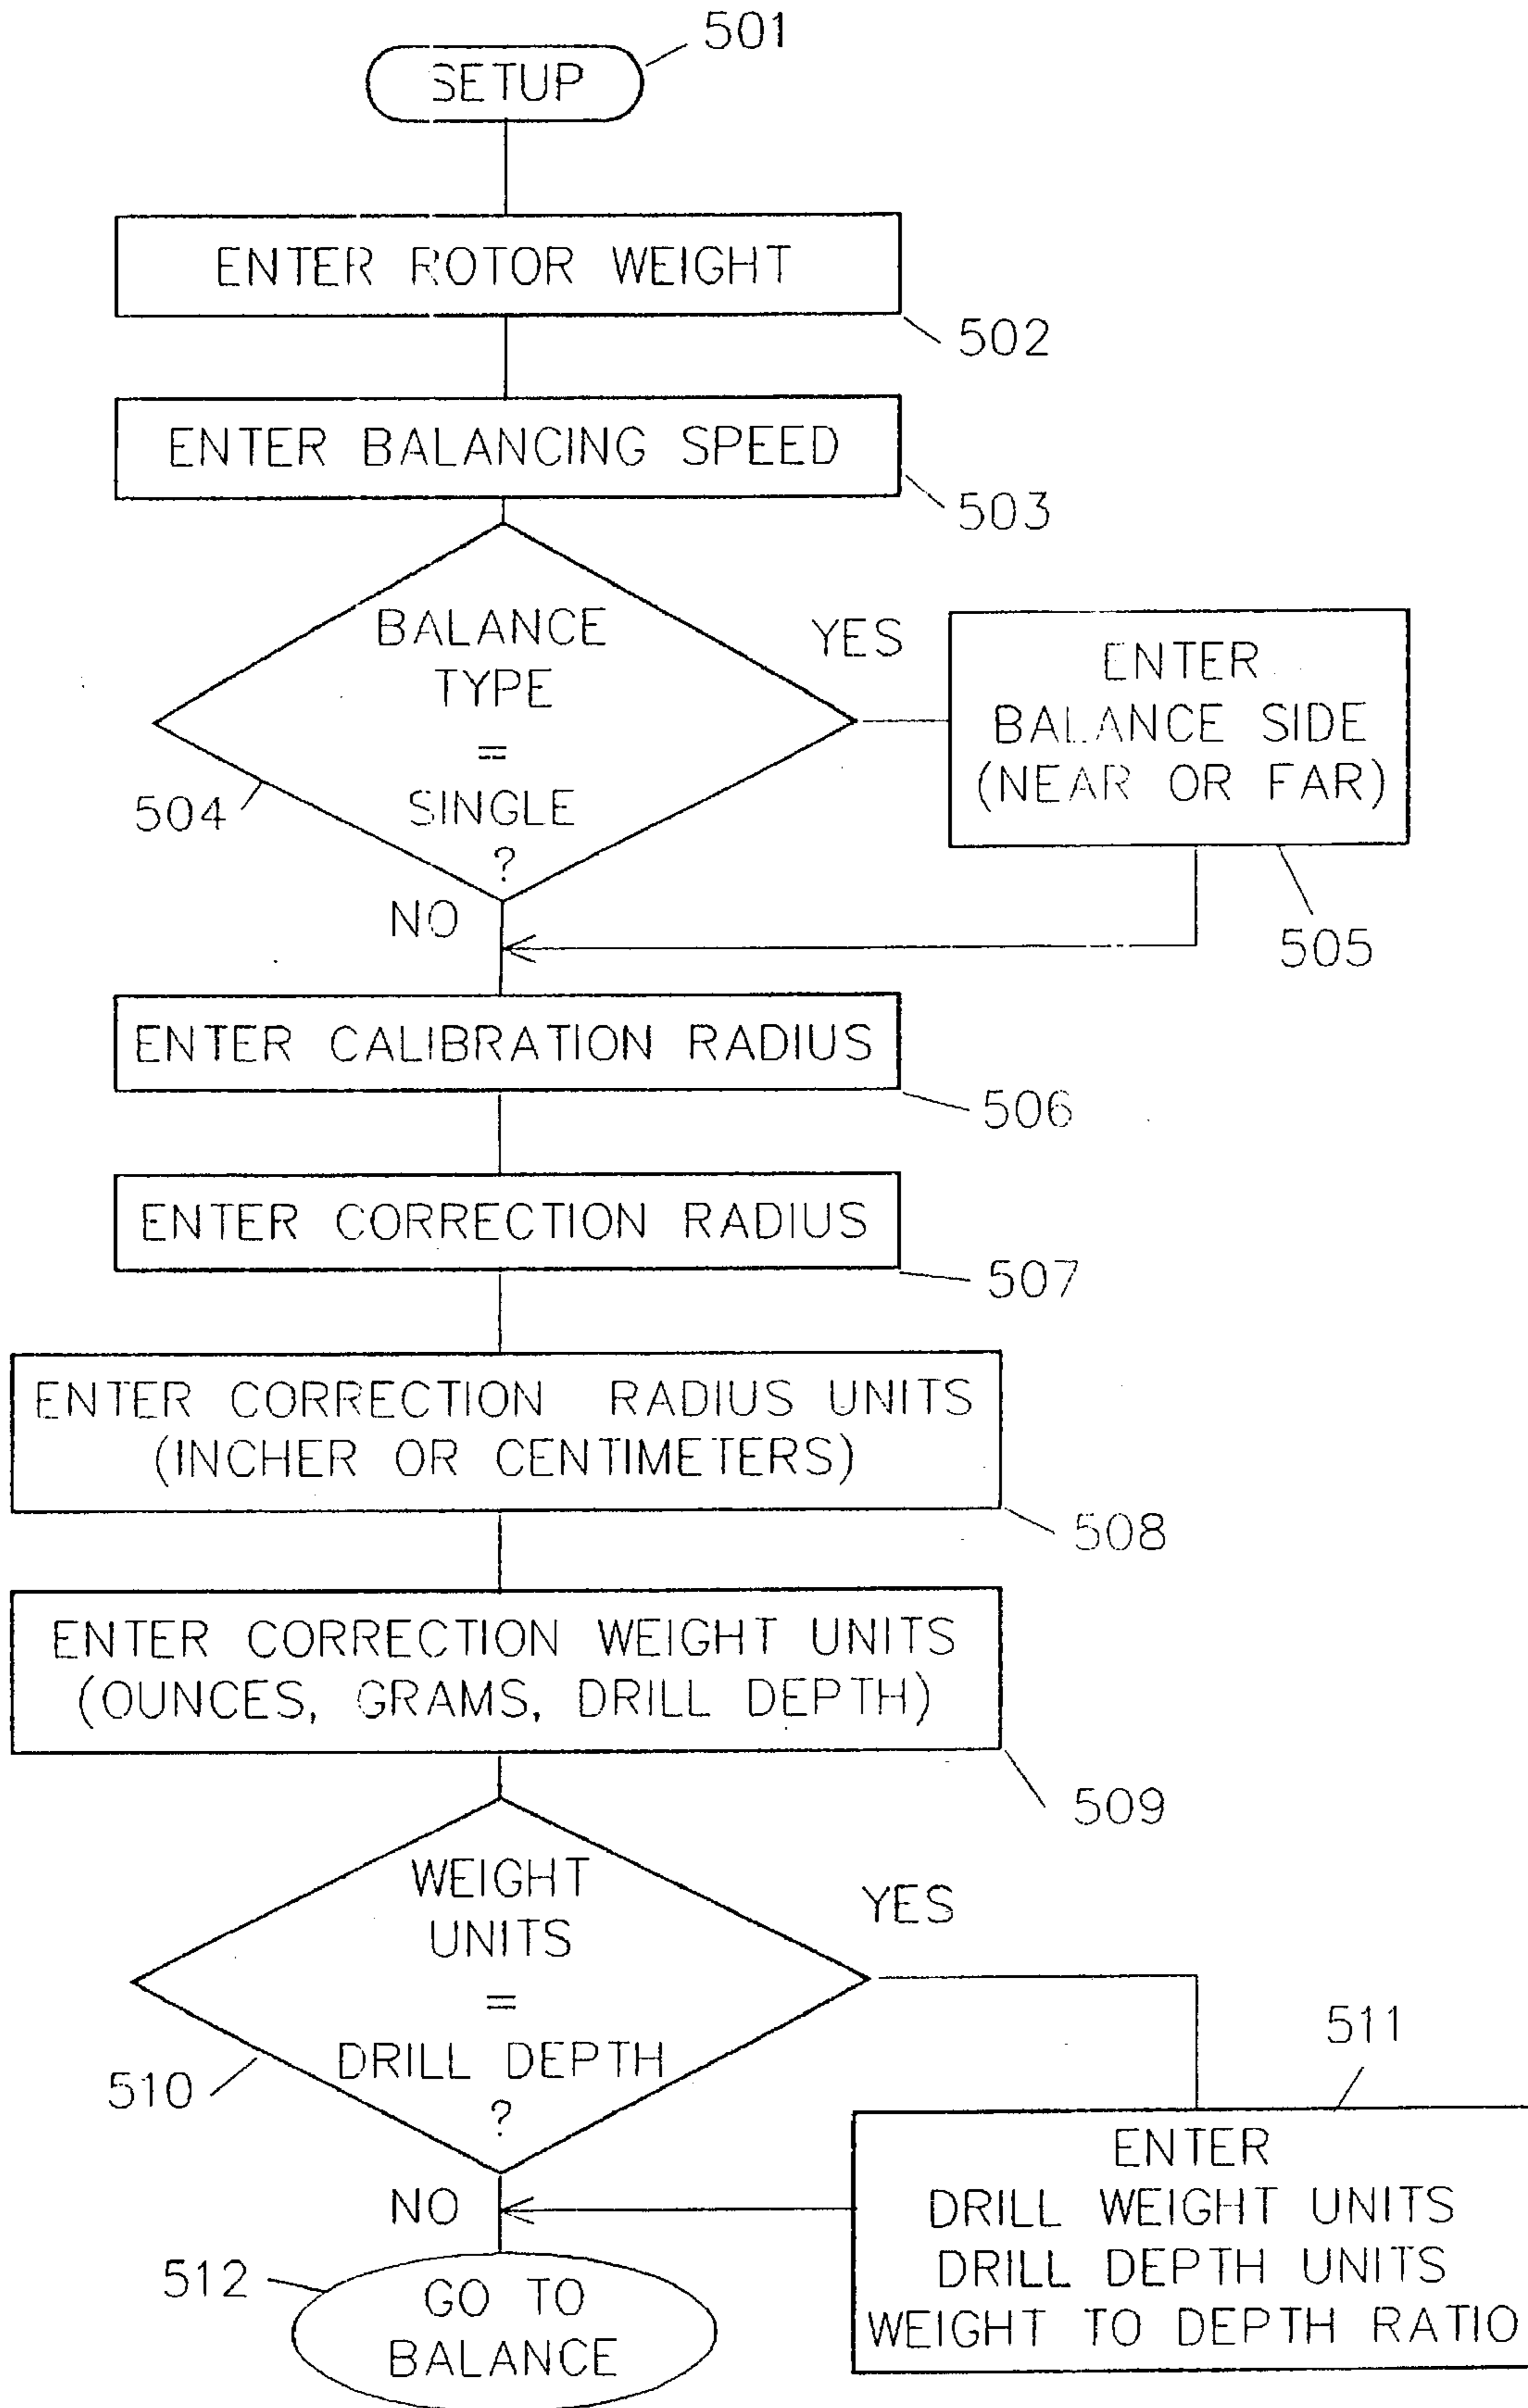 501
SETUP
ENTER ROTOR WEIGHT
502
ENTER BALANCING SPEED
503
BALANCE
TYPE
=
SINGLE
?
504
YES
ENTER
BALANCE SIDE
(NEAR OR FAR)
505
NO
ENTER CALIBRATION RADIUS
506
ENTER CORRECTION RADIUS
507
ENTER CORRECTION RADIUS UNITS
(INCHER OR CENTIMETERS)
508
ENTER CORRECTION WEIGHT UNITS
(OUNCES, GRAMS, DRILL DEPTH)
509
WEIGHT
UNITS
=
DRILL DEPTH
?
510
YES
511
ENTER
DRILL WEIGHT UNITS
DRILL DEPTH UNITS
WEIGHT TO DEPTH RATIO
NO
512
GO TO
BALANCE